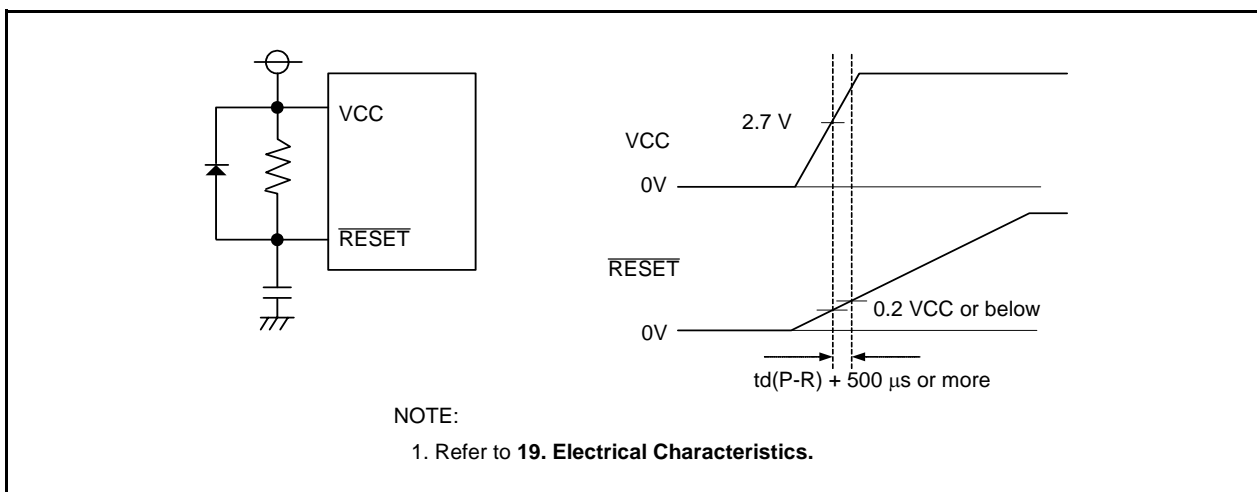 VCC
RESET
2.7 V
VCC
0V
RESET
0.2 VCC or below
0V
td(P-R) + 500 μs or more
NOTE:
1. Refer to 19. Electrical Characteristics.